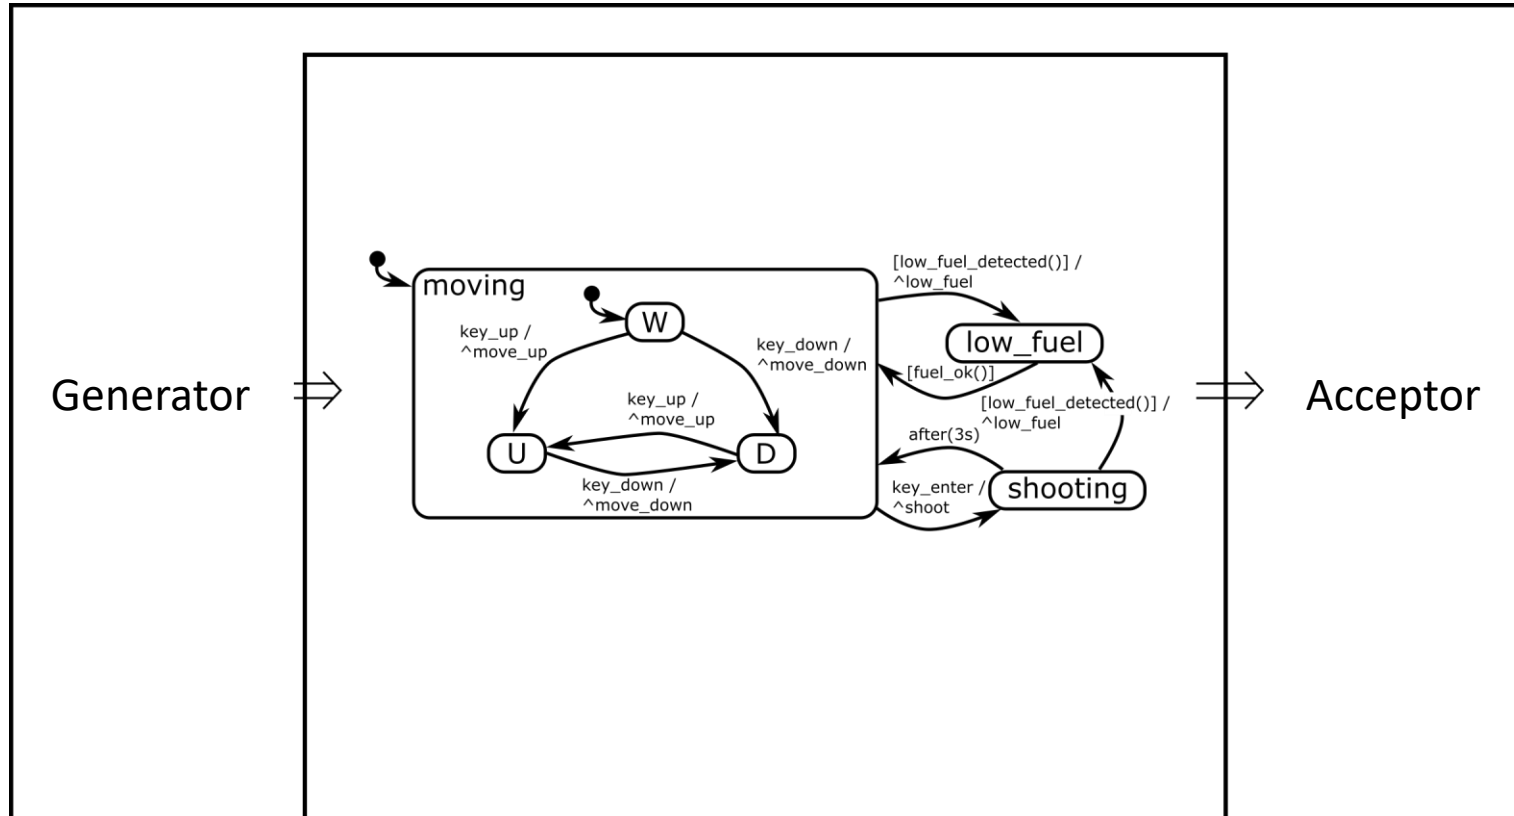 Generator
moving
W
key_up /
^move_up
key_down /
^move_down
key_up /
^move_up
U
D
key_down /
^move_down
[low_fuel_detected()] /
^low_fuel
low_fuel
[fuel_ok()]
[low_fuel_detected()] /
^low_fuel
after(3s)
key_enter /
^shoot
shooting
Acceptor